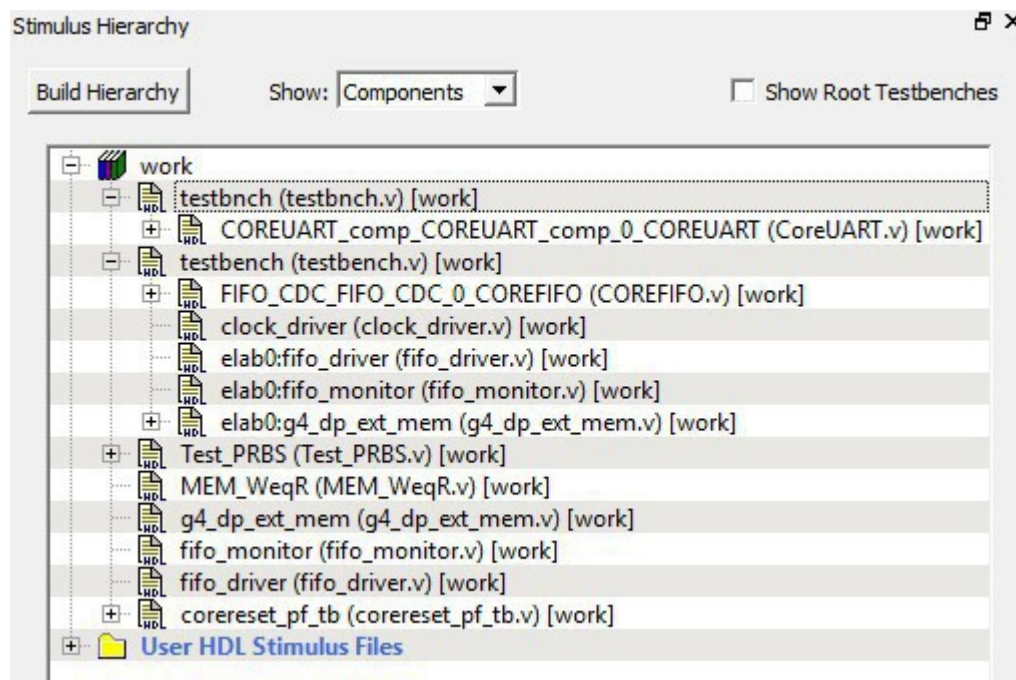 Stimulus Hierarchy
Build Hierarchy Show: Components Show Root Testbenches
work
testbnch (testbnch.v) [work]
COREUART_comp_COREUART_comp_0_COREUART (CoreUART.v) [work]
testbench (testbench.v) [work]
FIFO_CDC_FIFO_CDC_0_COREFIFO (COREFIFO.v) [work]
clock_driver (clock_driver.v) [work]
elab0:fifo_driver (fifo_driver.v) [work]
elab0:fifo_monitor (fifo_monitor.v) [work]
elab0:g4_dp_ext_mem (g4_dp_ext_mem.v) [work]
Test_PRBS (Test_PRBS.v) [work]
MEM_WeqR (MEM_WeqR.v) [work]
g4_dp_ext_mem (g4_dp_ext_mem.v) [work]
fifo_monitor (fifo_monitor.v) [work]
fifo_driver (fifo_driver.v) [work]
corereset_pf_tb (corereset_pf_tb.v) [work]
User HDL Stimulus Files